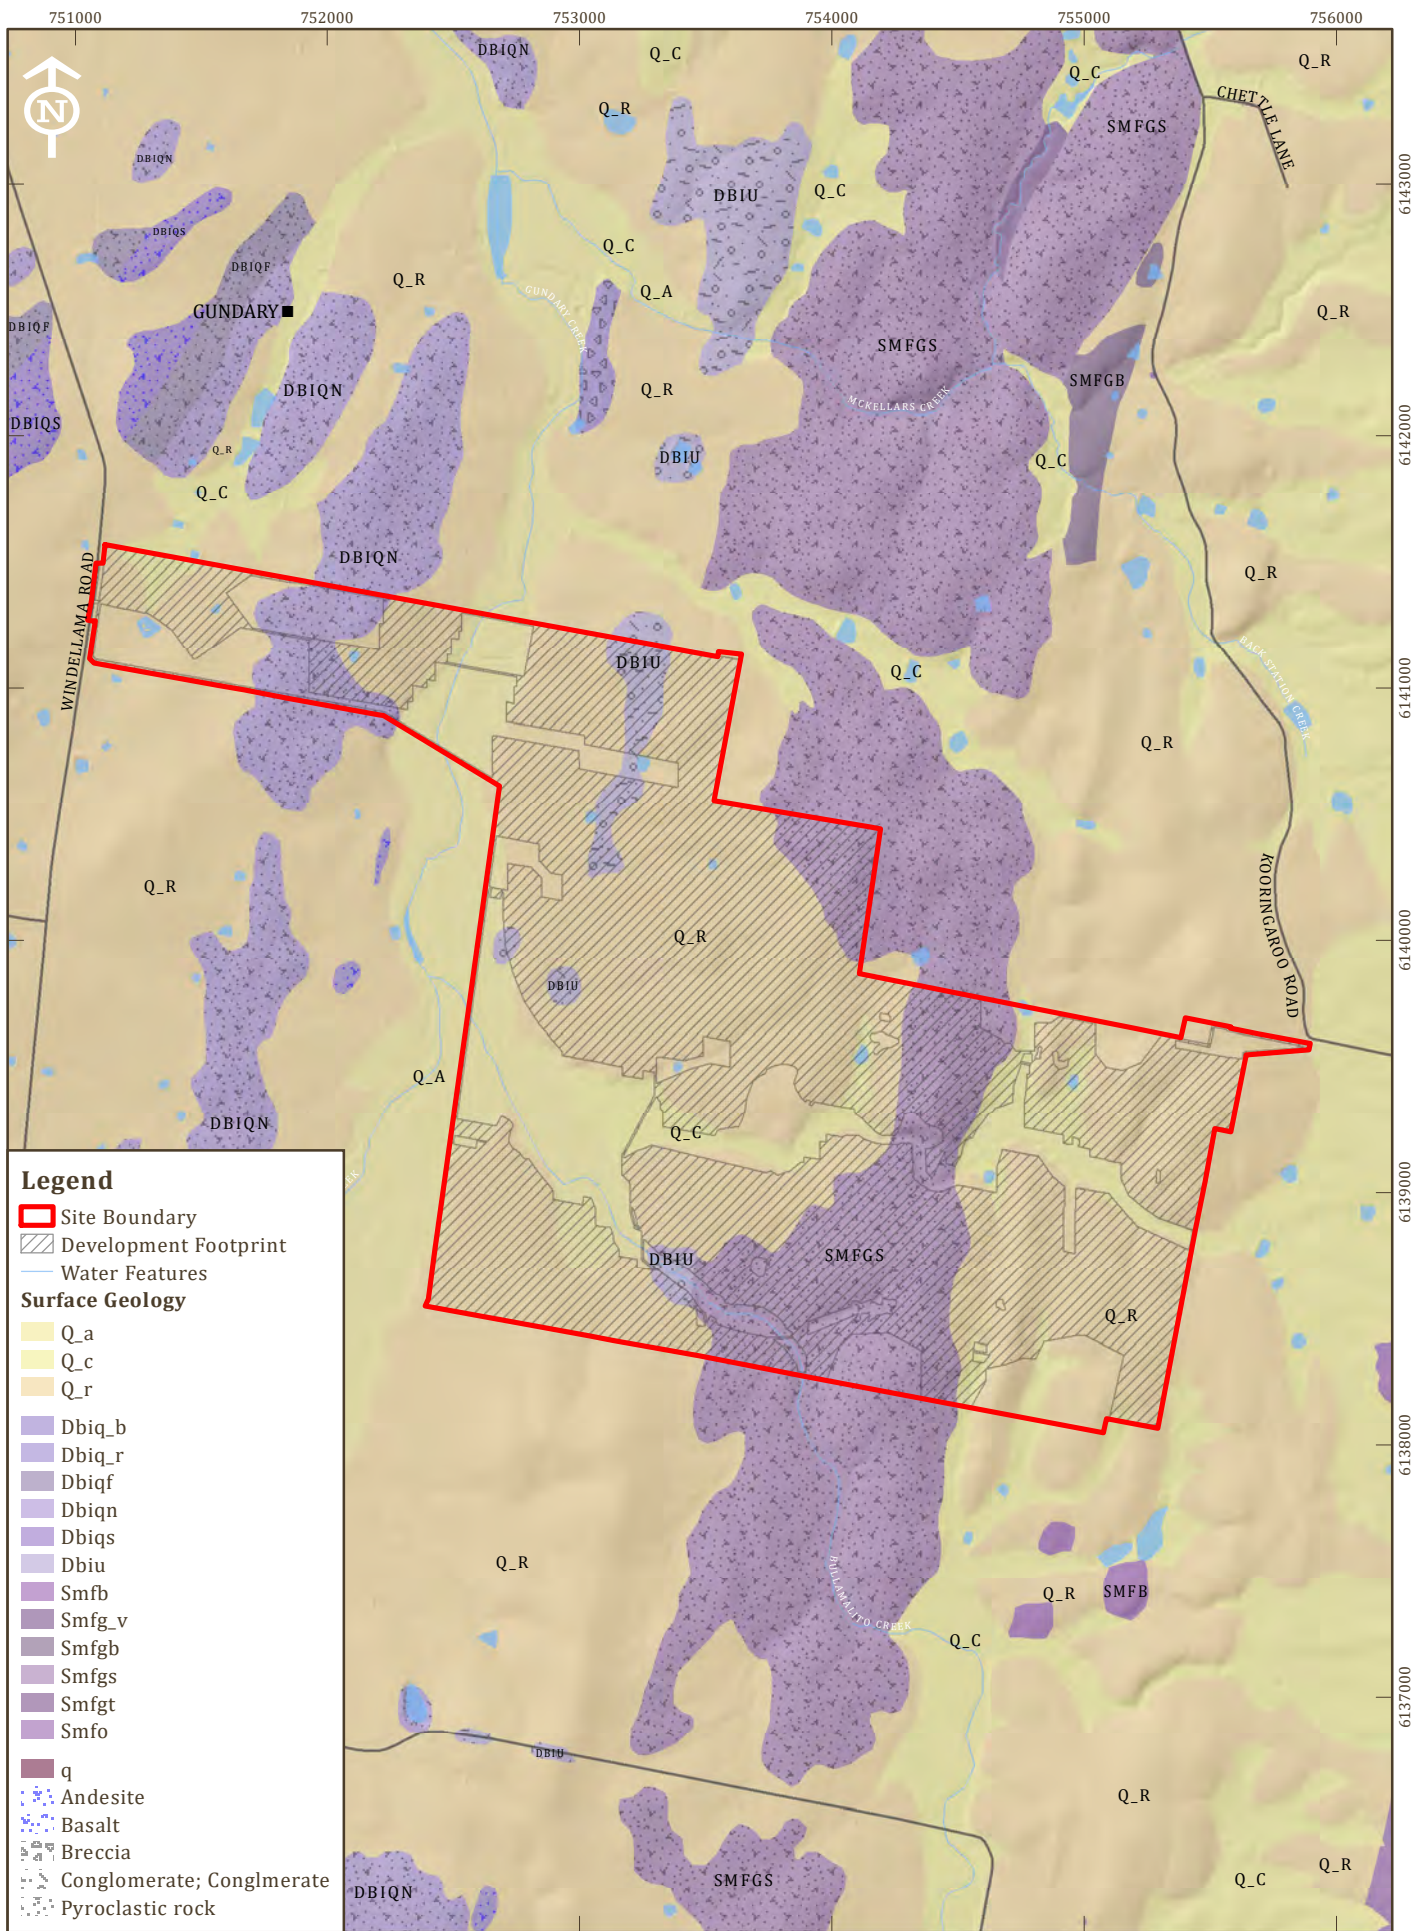 751000 752000 753000 754000 755000 756000
N
DBIQN
Q_C
Q_R
Q_C
Q_R
CHETTLE LANE
SMFGS
DBIQN
6143000
DBIU
Q_C
DBIQS
Q_C
DBIQF
Q_R
Q_A
GUNDARY CREEK
GUNDARY
Q_R
DBIQF
SMFGS
SMFGB
DBIQN
Q_R
MCKELLARS CREEK
DBIQS
6142000
Q_R
DBIU
Q_C
Q_C
DBIQN
Q_R
WINDELLAMA ROAD
BACK STATION CREEK
DBIU
Q_C
6141000
Q_R
Q_R
KOORINGAROO ROAD
Q_R
6140000
DBIU
Q_A
DBIQN
Q_C
6139000
DBIU
SMFGS
Q_R
6138000
Q_R
BULLAMALITO CREEK
Q_R
SMFB
Q_C
6137000
DBIU
Q_R
SMFGS
Q_R
Q_C
DBIQN
Legend
Site Boundary
Development Footprint
Water Features
Surface Geology
Q_a
Q_c
Q_r
Dbiq_b
Dbiq_r
Dbiqf
Dbiqn
Dbiqs
Dbiu
Smfb
Smfg_v
Smfgb
Smfgs
Smfgt
Smfo
q
Andesite
Basalt
Breccia
Conglomerate; Conglmerate
Pyroclastic rock